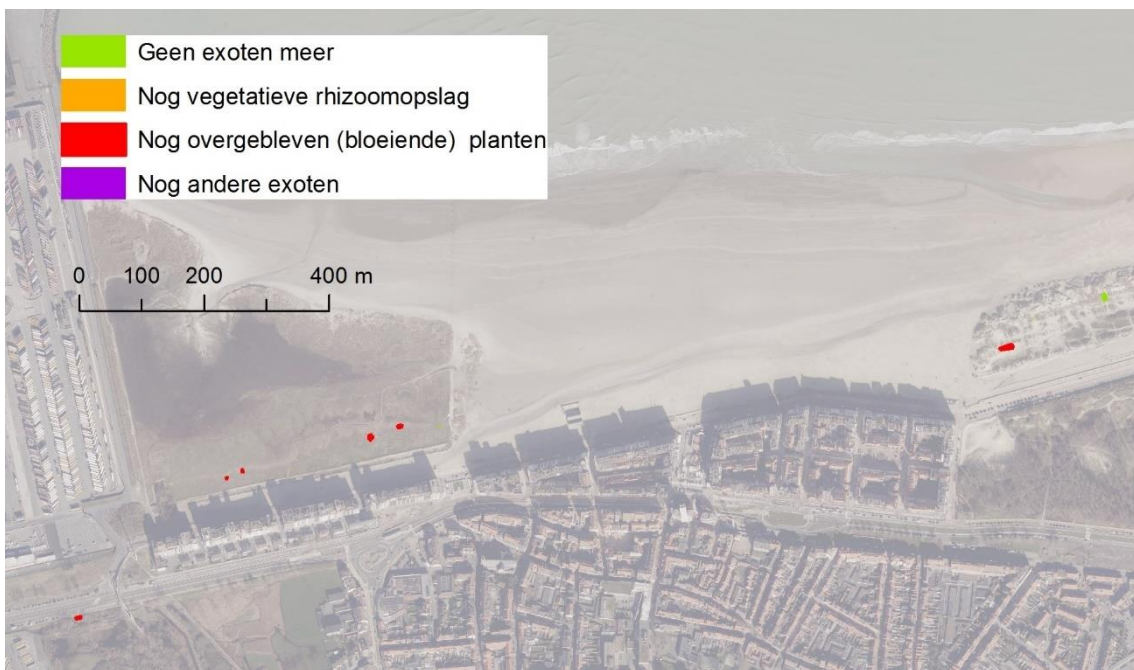 Geen exoten meer
Nog vegetatieve rhizoomopslag
Nog overgebleven (bloeiende) planten
Nog andere exoten
0 100 200 400 m